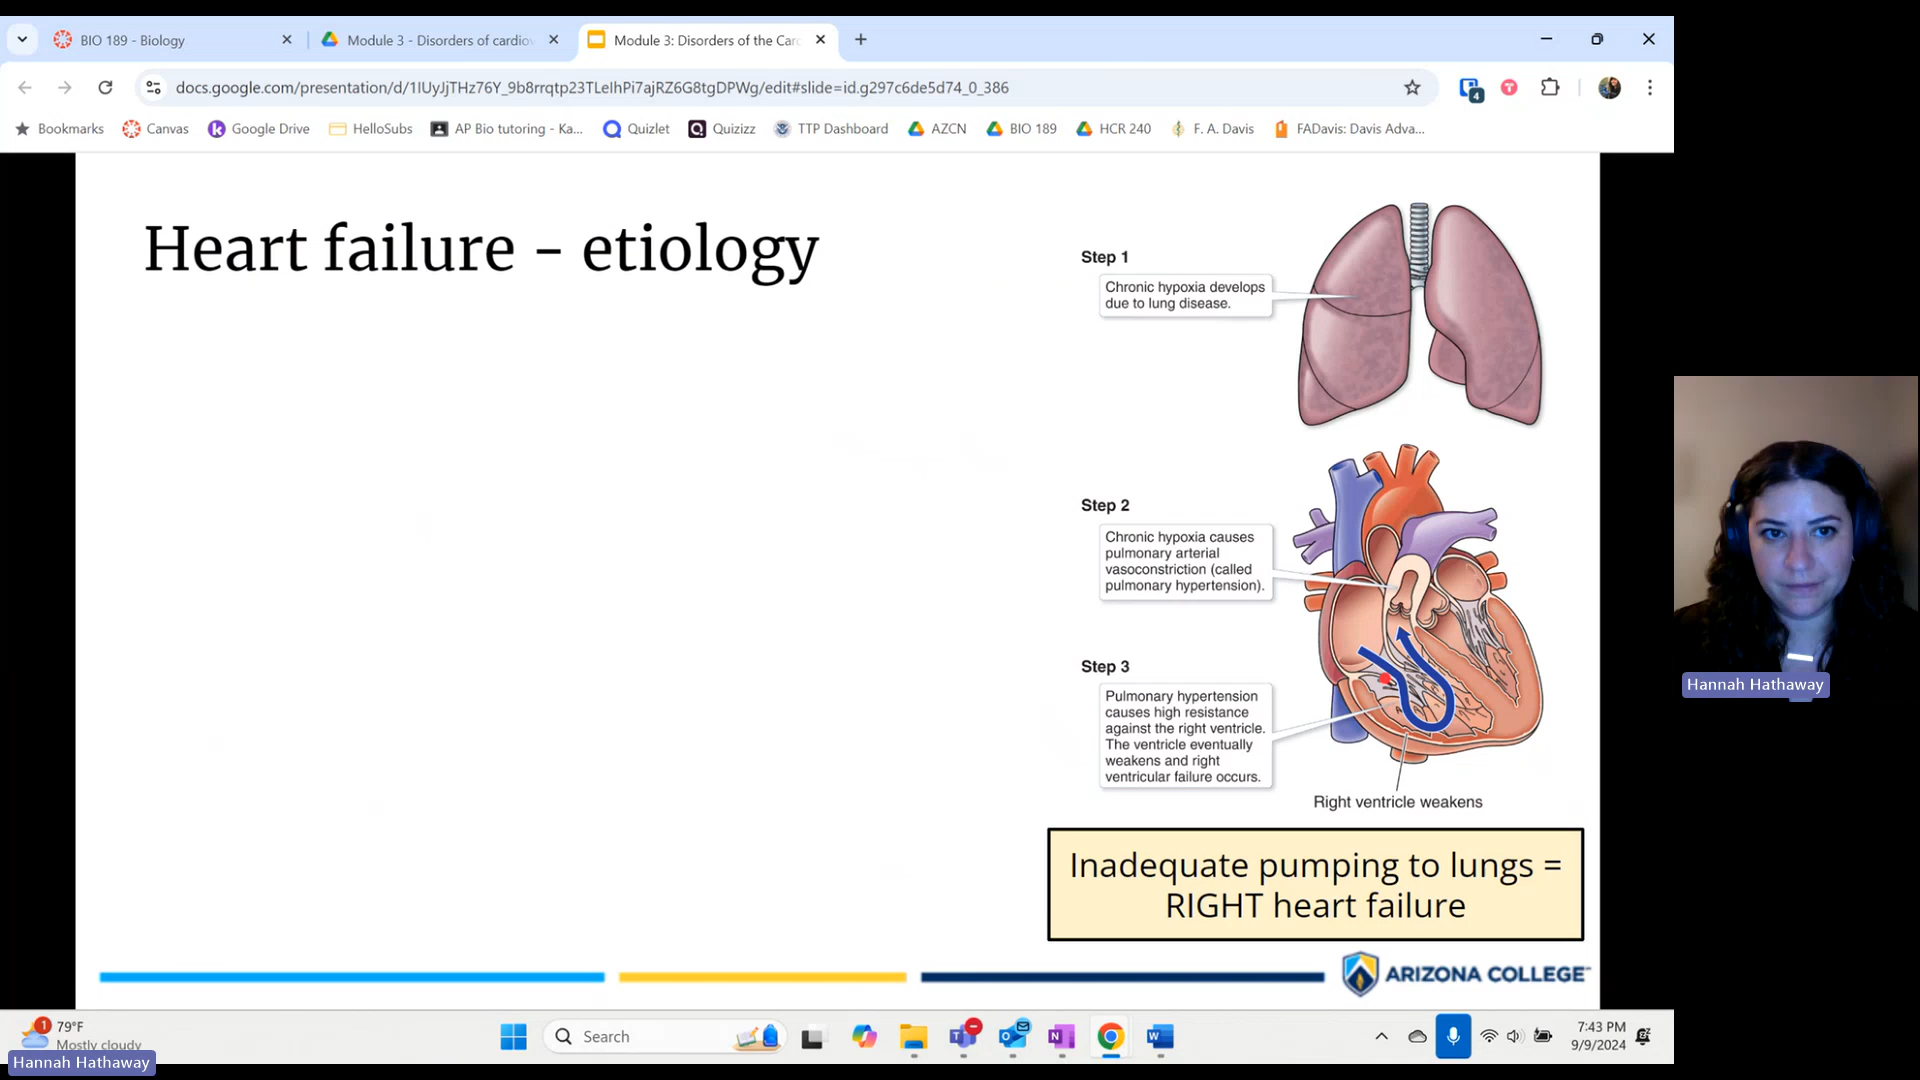 BIO 189 - Biology
Module 3 - Disorders of cardiov
Module 3: Disorders of the Car
docs.google.com/presentation/d/1IUyJjTHz76Y_9b8rrqtp23TLeIhPi7ajRZ6G8tgDPWg/edit#slide=id.g297c6de5d74_0_386
4
Bookmarks
Canvas
Google Drive
HelloSubs
AP Bio tutoring - Ka...
Quizlet
Quizizz
TTP Dashboard
AZCN
BIO 189
HCR 240
F. A. Davis
FADavis: Davis Adva...
Heart failure - etiology
Step 1
Chronic hypoxia develops
due to lung disease.
Step 2
Chronic hypoxia causes
pulmonary arterial
vasoconstriction (called
pulmonary hypertension).
Step 3
Pulmonary hypertension
causes high resistance
against the right ventricle.
The ventricle eventually
weakens and right
ventricular failure occurs.
Right ventricle weakens
Inadequate pumping to lungs =
RIGHT heart failure
ARIZONA COLLEGE
Hannah Hathaway
1
79°F
Mostly cloudy
Search
7:43 PM
9/9/2024
Hannah Hathaway